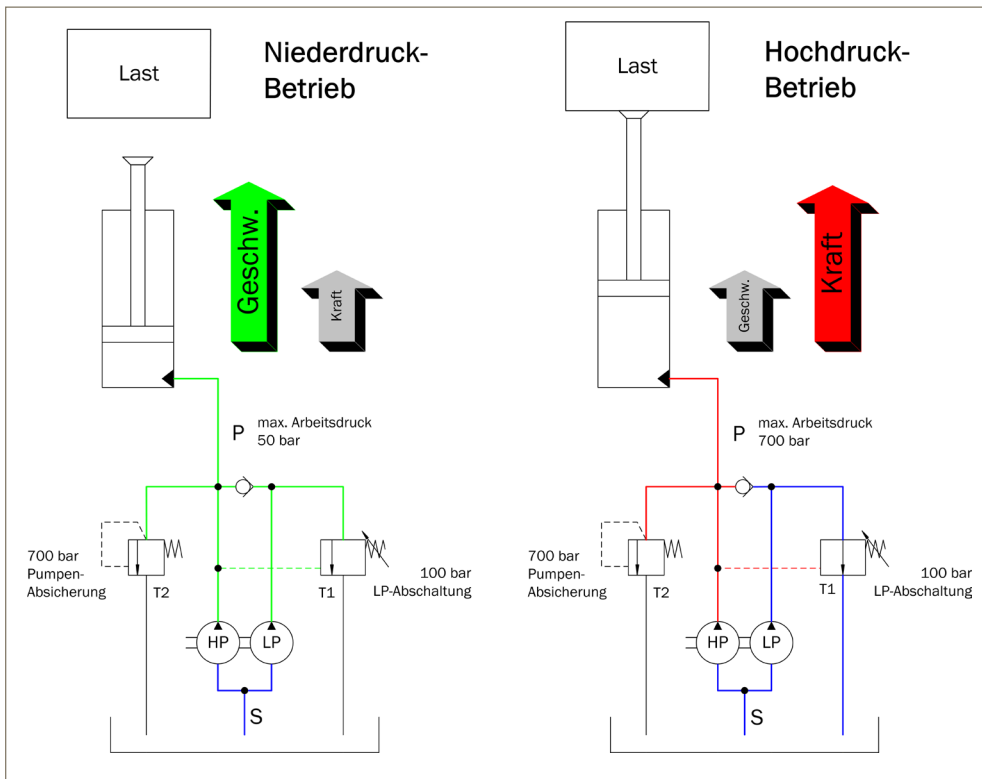 Last
Niederdruck-
Betrieb
Geschw.
Kraft
P
max. Arbeitsdruck
50 bar
700 bar
Pumpen-
Absicherung
T2
T1
100 bar
LP-Abschaltung
HP
LP
S
Last
Hochdruck-
Betrieb
Geschw.
Kraft
P
max. Arbeitsdruck
700 bar
700 bar
Pumpen-
Absicherung
T2
T1
100 bar
LP-Abschaltung
HP
LP
S